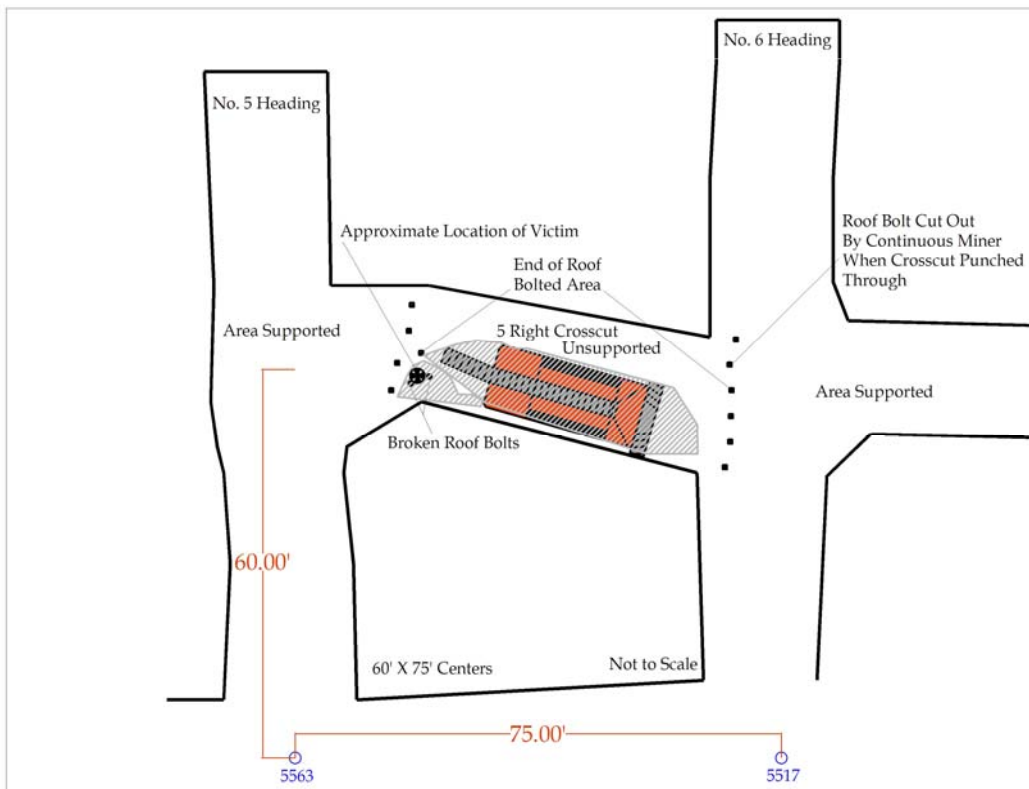 No. 6 Heading
No. 5 Heading
Roof Bolt Cut Out
By Continuous Miner
When Crosscut Punched
Through
Approximate Location of Victim
End of Roof
Bolted Area
Area Supported
5 Right Crosscut
Unsupported
Area Supported
Broken Roof Bolts
60.00'
60' X 75' Centers
Not to Scale
75.00'
5563
5517